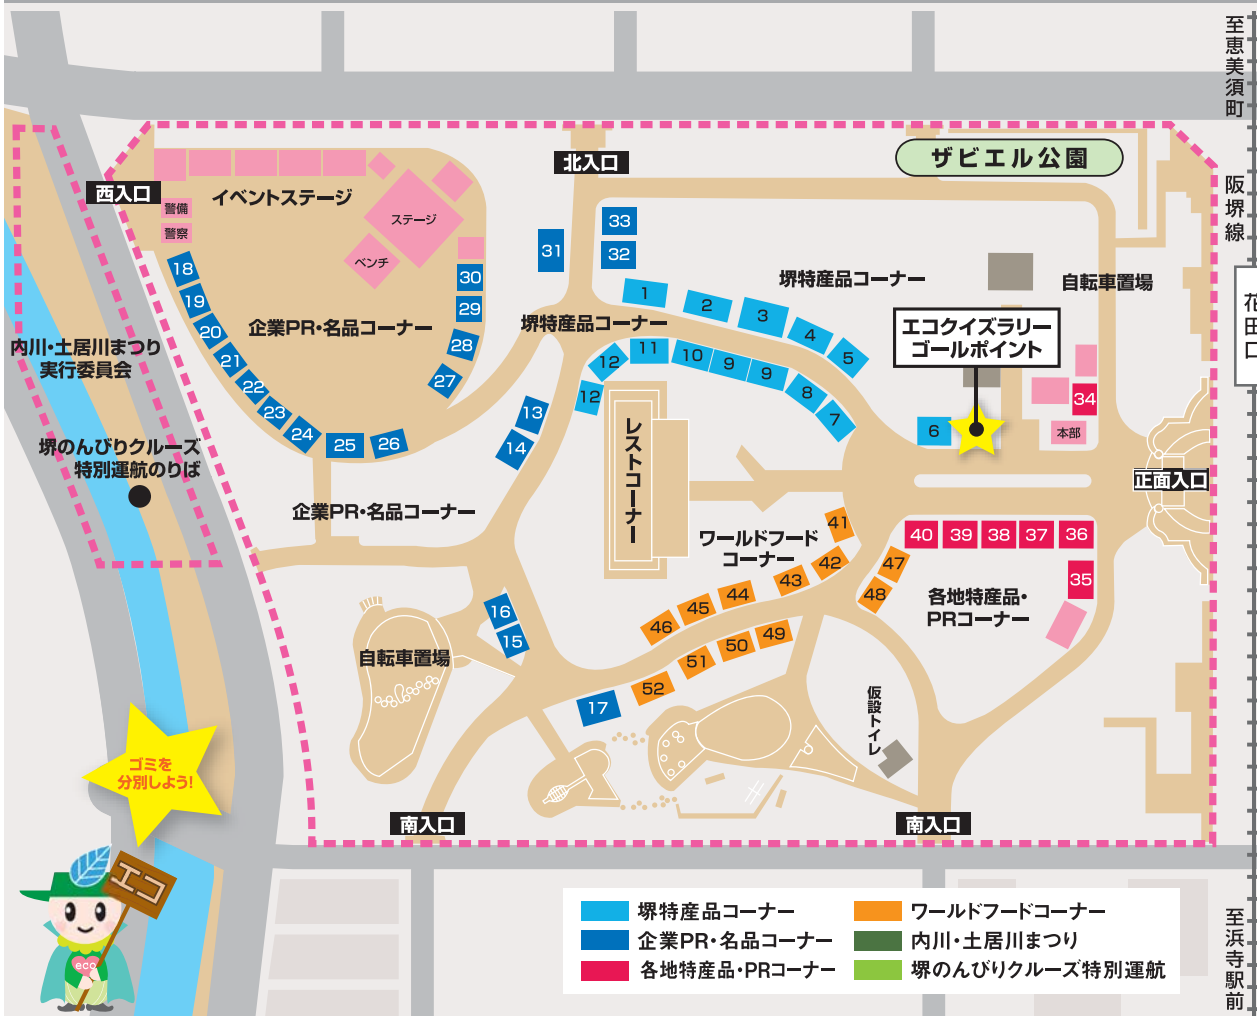 至恵美須町
ザビエル公園
北入口
西入口
イベントステージ
警備
警察
ステージ
ベンチ
阪堺線
33
31
32
18
30
19
29
20
28
21
27
22
23
24
25
26
企業PR・名品コーナー
堺特産品コーナー
自転車置場
1
2
3
4
5
堺特産品コーナー
エコクイズラリー
ゴールポイント
花田口
12
11
10
9
9
8
7
12
6
34
本部
内川・土居川まつり
実行委員会
13
14
レストコーナー
堺のんびりクルーズ
特別運航のりば
正面入口
企業PR・名品コーナー
ワールドフード
コーナー
41
42
43
44
45
46
47
48
40
39
38
37
36
35
各地特産品・
PRコーナー
16
15
自転車置場
49
50
51
52
17
仮設トイレ
ゴミを
分別しよう!
南入口
南入口
エコ
eco
堺特産品コーナー
企業PR・名品コーナー
各地特産品・PRコーナー
ワールドフードコーナー
内川・土居川まつり
堺のんびりクルーズ特別運航
至浜寺駅前